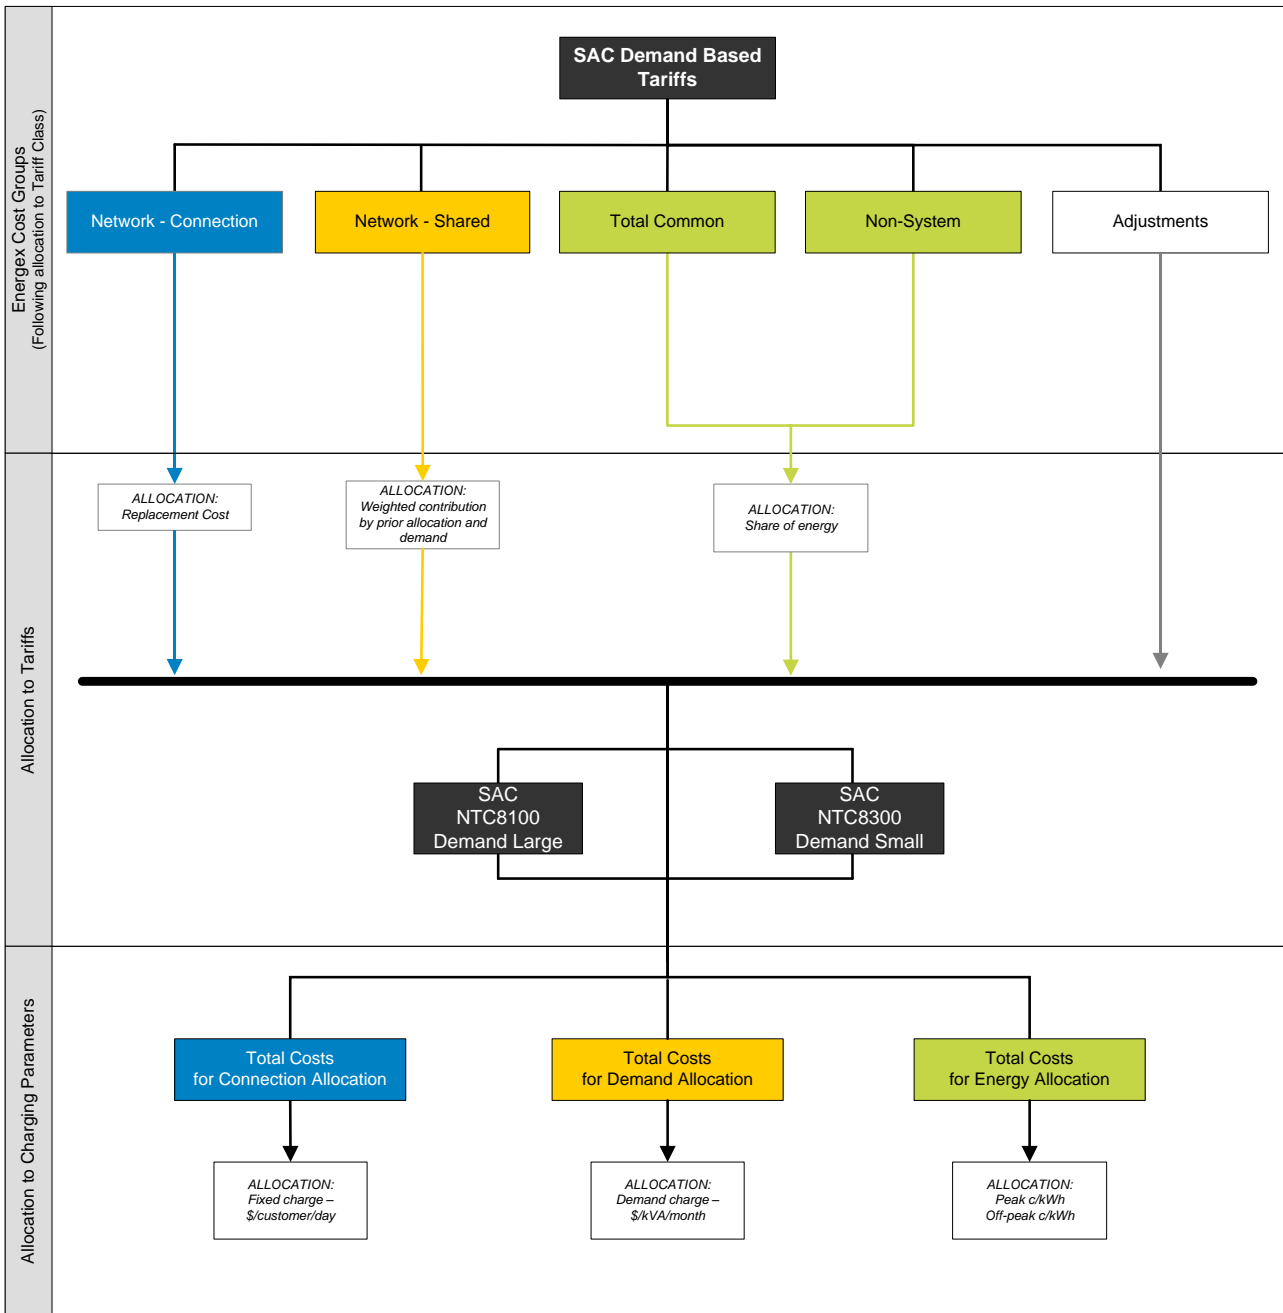 SAC Demand Based
Tariffs
Energex Cost Groups
(Following allocation to Tariff Class)
Network - Connection
Network - Shared
Total Common
Non-System
Adjustments
Allocation to Tariffs
ALLOCATION:
Replacement Cost
ALLOCATION:
Weighted contribution
by prior allocation and
demand
ALLOCATION:
Share of energy
SAC
NTC8100
Demand Large
SAC
NTC8300
Demand Small
Allocation to Charging Parameters
Total Costs
for Connection Allocation
Total Costs
for Demand Allocation
Total Costs
for Energy Allocation
ALLOCATION:
Fixed charge –
$/customer/day
ALLOCATION:
Demand charge –
$/kVA/month
ALLOCATION:
Peak c/kWh
Off-peak c/kWh